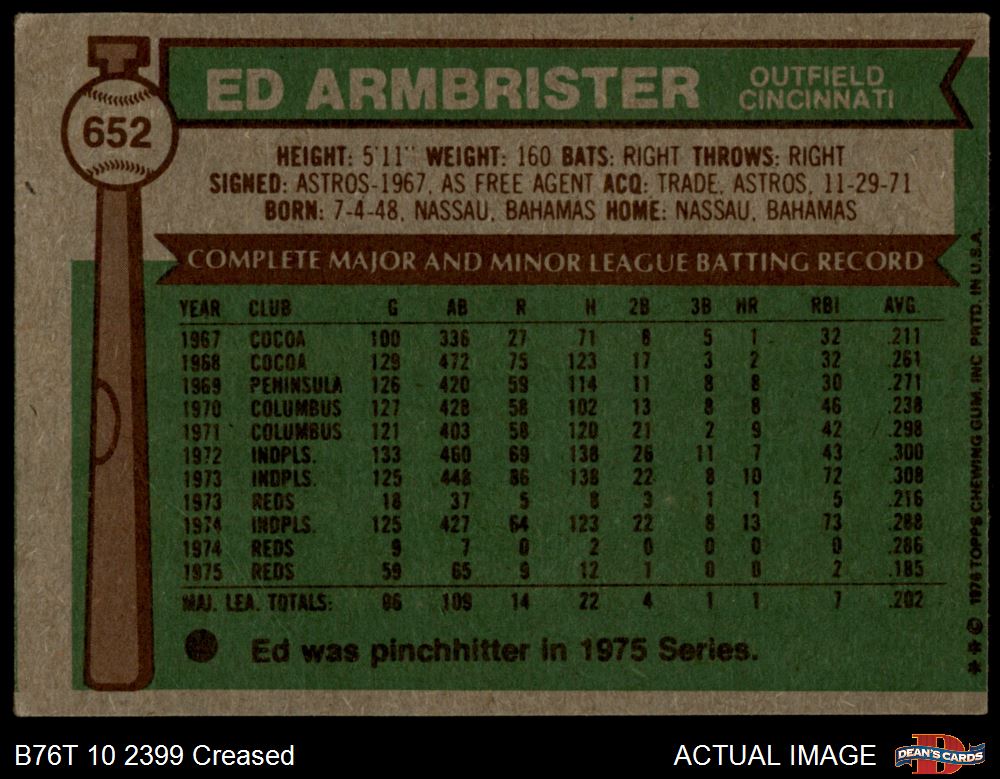 652
ED ARMBRISTER
OUTFIELD
CINCINNATI
HEIGHT: 5'11" WEIGHT: 160 BATS: RIGHT THROWS: RIGHT
SIGNED: ASTROS-1967, AS FREE AGENT ACQ: TRADE, ASTROS, 11-29-71
BORN: 7-4-48, NASSAU, BAHAMAS HOME: NASSAU, BAHAMAS
COMPLETE MAJOR AND MINOR LEAGUE BATTING RECORD
YEAR CLUB G AB R H 2B 3B HR RBI AVG.
1967 COCOA 100 336 27 71 6 5 1 32 .211
1968 COCOA 129 472 75 123 17 3 2 32 .261
1969 PENINSULA 126 420 59 114 11 8 8 30 .271
1970 COLUMBUS 127 428 58 102 13 8 8 46 .238
1971 COLUMBUS 121 403 58 120 21 2 9 42 .298
1972 INDPLS. 133 460 69 138 26 11 7 43 .300
1973 INDPLS. 125 448 86 138 22 8 10 72 .308
1973 REDS 18 37 5 8 3 1 1 5 .216
1974 INDPLS. 125 427 64 123 22 8 13 73 .288
1974 REDS 9 7 0 2 0 0 0 0 .286
1975 REDS 59 65 9 12 1 0 0 2 .185
MAJ. LEA. TOTALS: 86 109 14 22 4 1 1 7 .202
Ed was pinchhitter in 1975 Series.
** © 1976 TOPPS CHEWING GUM, INC. PRTD. IN U.S.A.
B76T 10 2399 Creased
ACTUAL IMAGE
DEAN'S CARDS